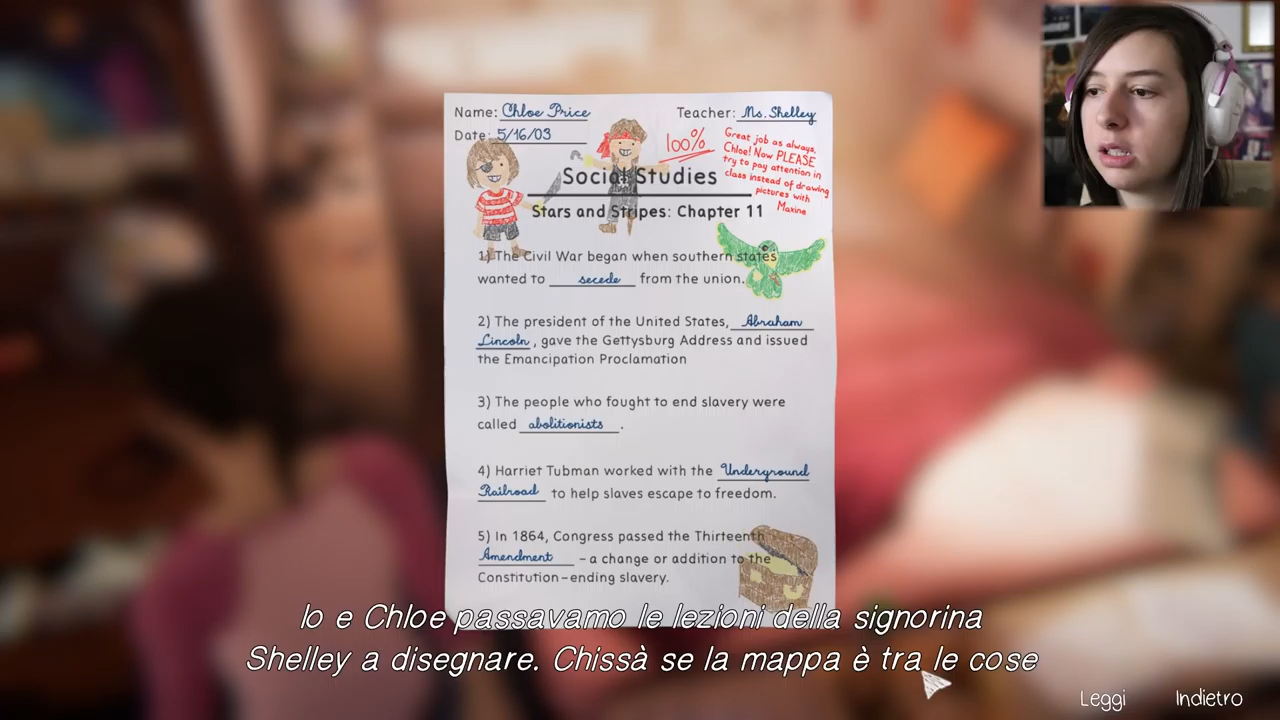 Name: Chloe Price
Teacher: Ms. Shelley
Date: 5/16/03
100%
Great job as always,
Chloe! Now PLEASE
try to pay attention in
class instead of drawing
pictures with
Maxine
Social Studies
Stars and Stripes: Chapter 11
1) The Civil War began when southern states
wanted to secede from the union.
2) The president of the United States, Abraham
Lincoln, gave the Gettysburg Address and issued
the Emancipation Proclamation
3) The people who fought to end slavery were
called abolitionists.
4) Harriet Tubman worked with the Underground
Railroad to help slaves escape to freedom.
5) In 1864, Congress passed the Thirteenth
Amendment – a change or addition to the
Constitution – ending slavery.
Io e Chloe passavamo le lezioni della signorina
Shelley a disegnare. Chissà se la mappa è tra le cose
Leggi
Indietro